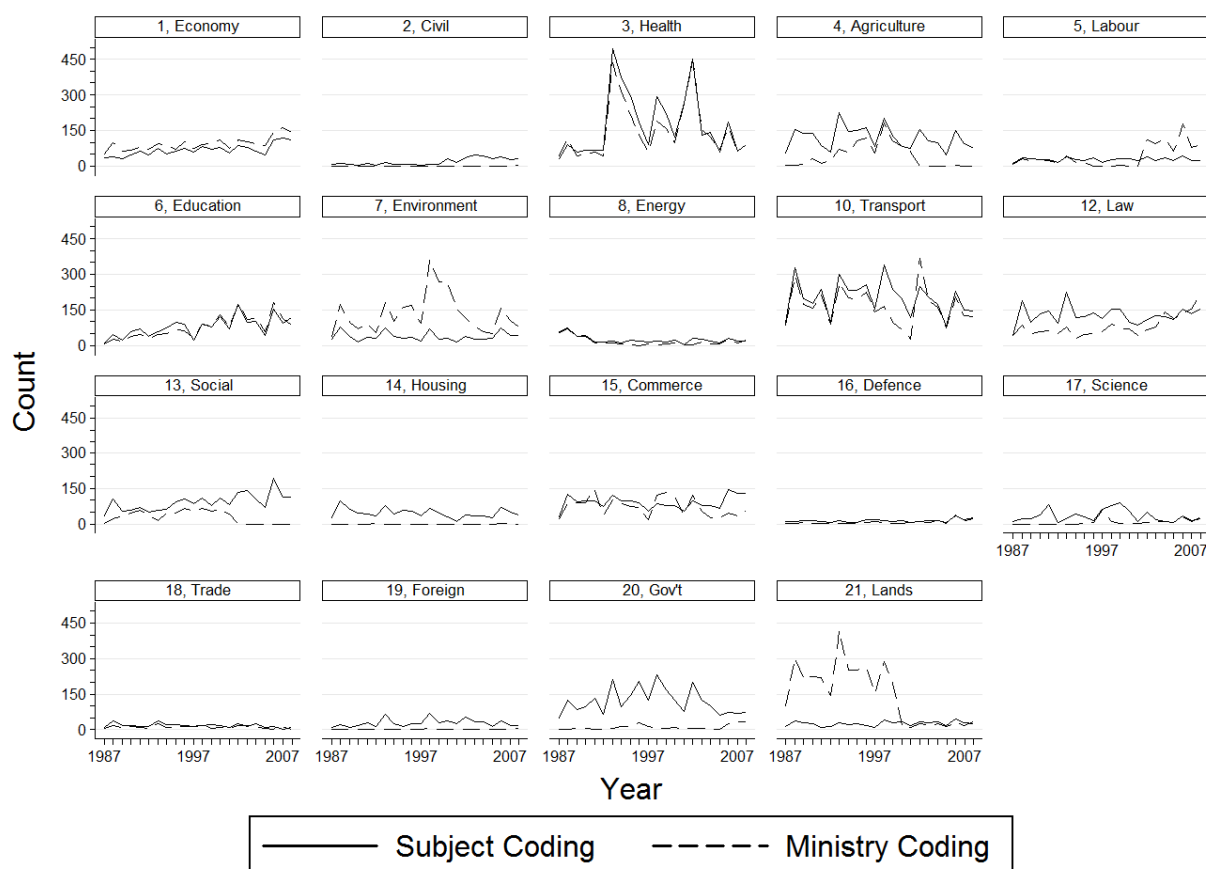 1, Economy
2, Civil
3, Health
4, Agriculture
5, Labour
450
300
150
0
6, Education
7, Environment
8, Energy
10, Transport
12, Law
450
300
150
0
Count
13, Social
14, Housing
15, Commerce
16, Defence
17, Science
450
300
150
0
1987 1997 2007
18, Trade
19, Foreign
20, Gov't
21, Lands
450
300
150
0
1987 1997 2007 1987 1997 2007 1987 1997 2007 1987 1997 2007
Year
Subject Coding Ministry Coding